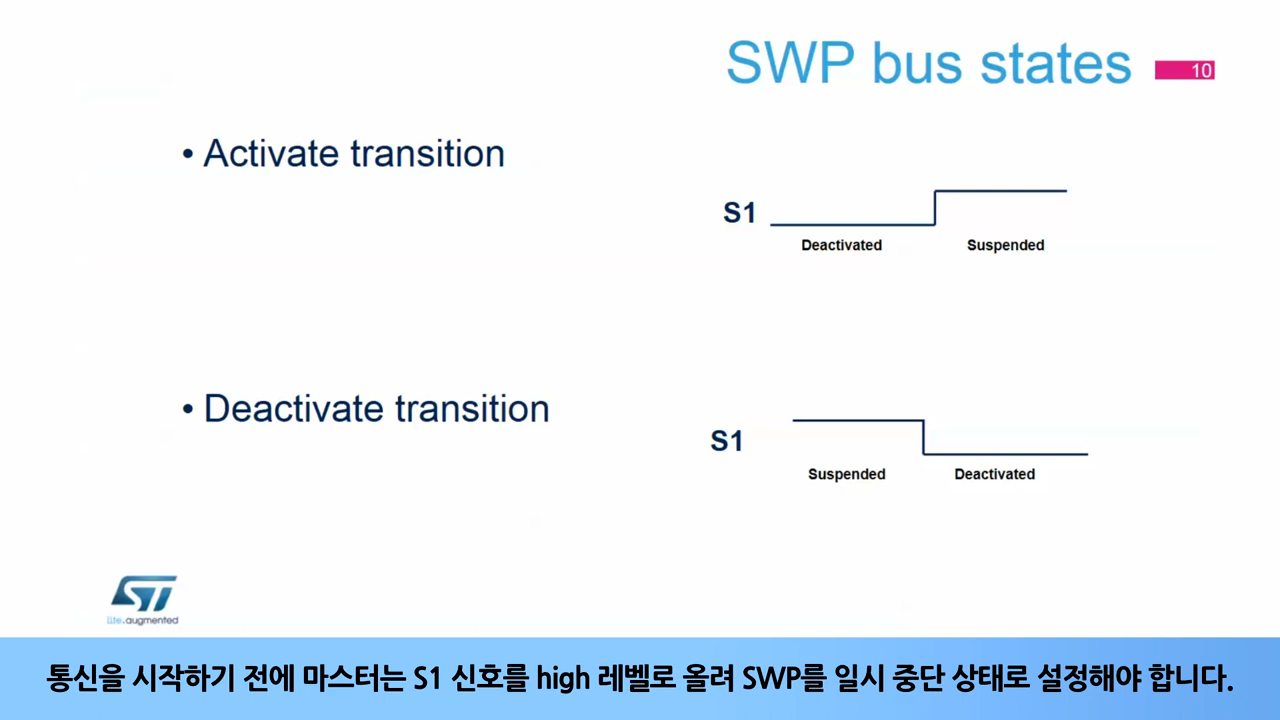 SWP bus states
10
• Activate transition
S1
Deactivated Suspended
• Deactivate transition
S1
Suspended Deactivated
ST
life.augmented
통신을 시작하기 전에 마스터는 S1 신호를 high 레벨로 올려 SWP를 일시 중단 상태로 설정해야 합니다.